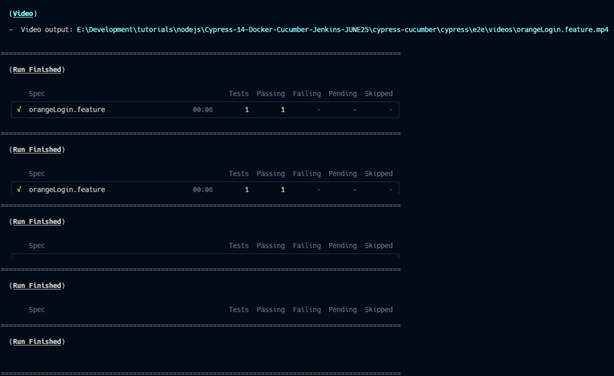 (Video)
-  Video output: E:\Development\tutorials\nodejs\Cypress-14-Docker-Cucumber-Jenkins-JUNE25\cypress-cucumber\cypress\e2e\videos\orangeLogin.feature.mp4
====================================================================================================
(Run Finished)
Spec Tests Passing Failing Pending Skipped
√ orangeLogin.feature 00:06 1 1 - - -
====================================================================================================
(Run Finished)
Spec Tests Passing Failing Pending Skipped
√ orangeLogin.feature 00:06 1 1 - - -
====================================================================================================
(Run Finished)
Spec Tests Passing Failing Pending Skipped
====================================================================================================
(Run Finished)
Spec Tests Passing Failing Pending Skipped
====================================================================================================
(Run Finished)
====================================================================================================